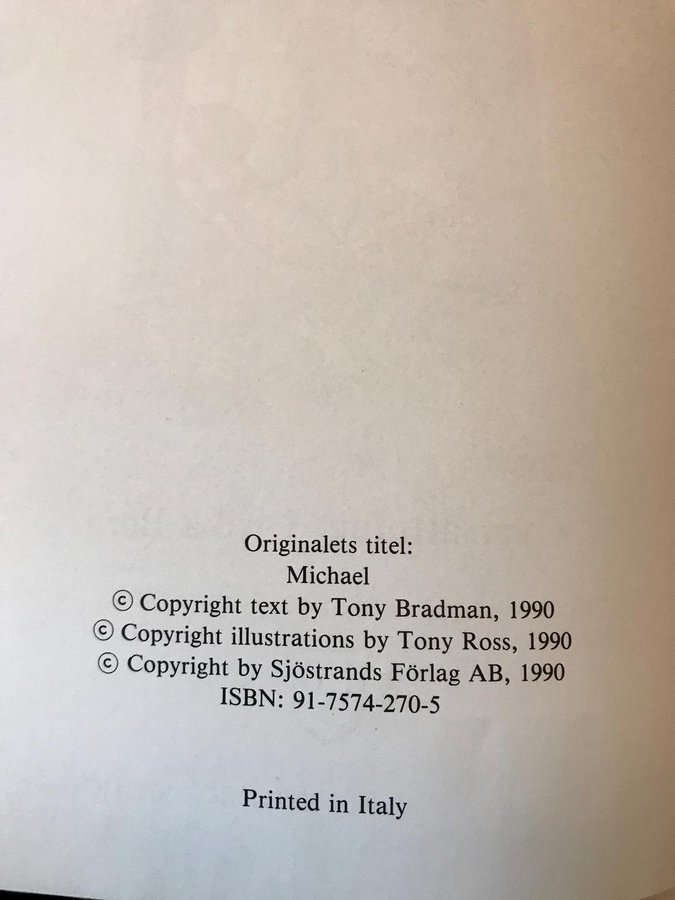 Originalets titel:
Michael
© Copyright text by Tony Bradman, 1990
© Copyright illustrations by Tony Ross, 1990
© Copyright by Sjöstrands Förlag AB, 1990
ISBN: 91-7574-270-5
Printed in Italy